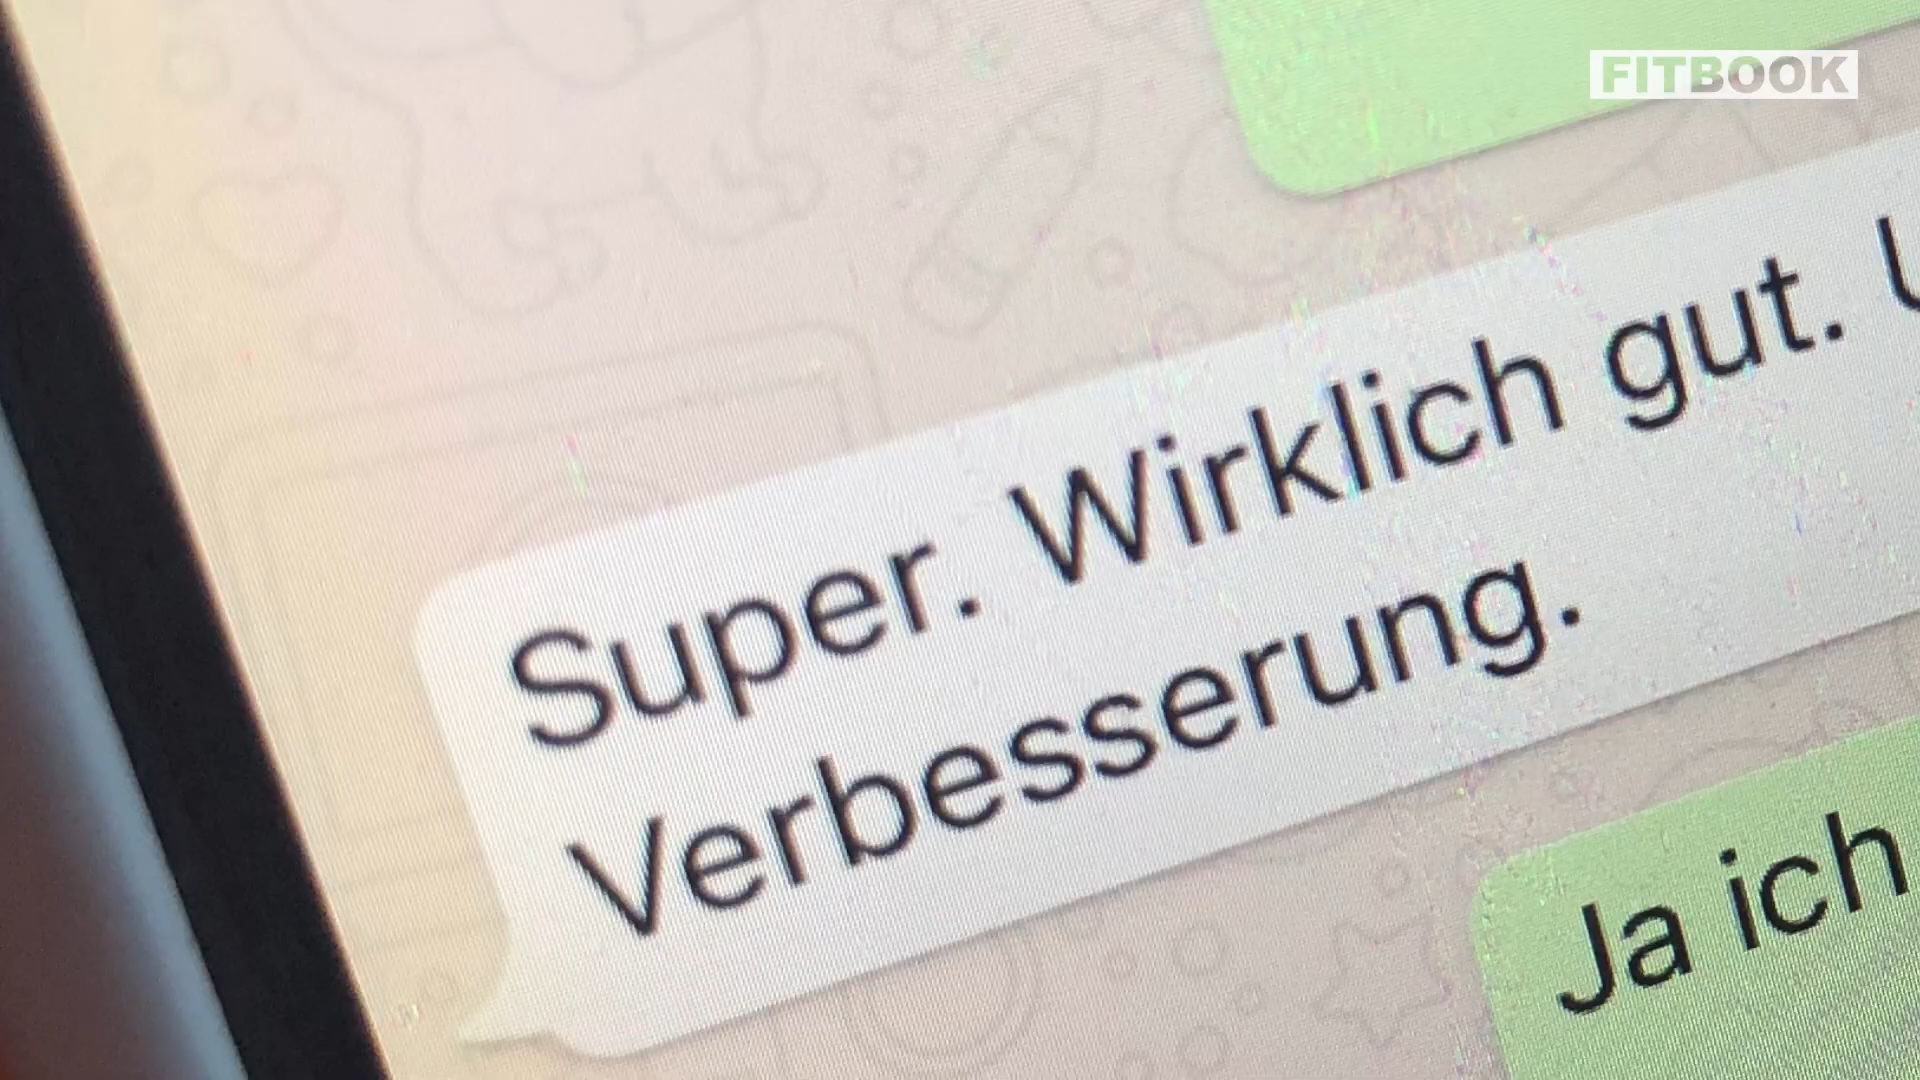 FITBOOK
Super. Wirklich gut.
Verbesserung.
Ja ich